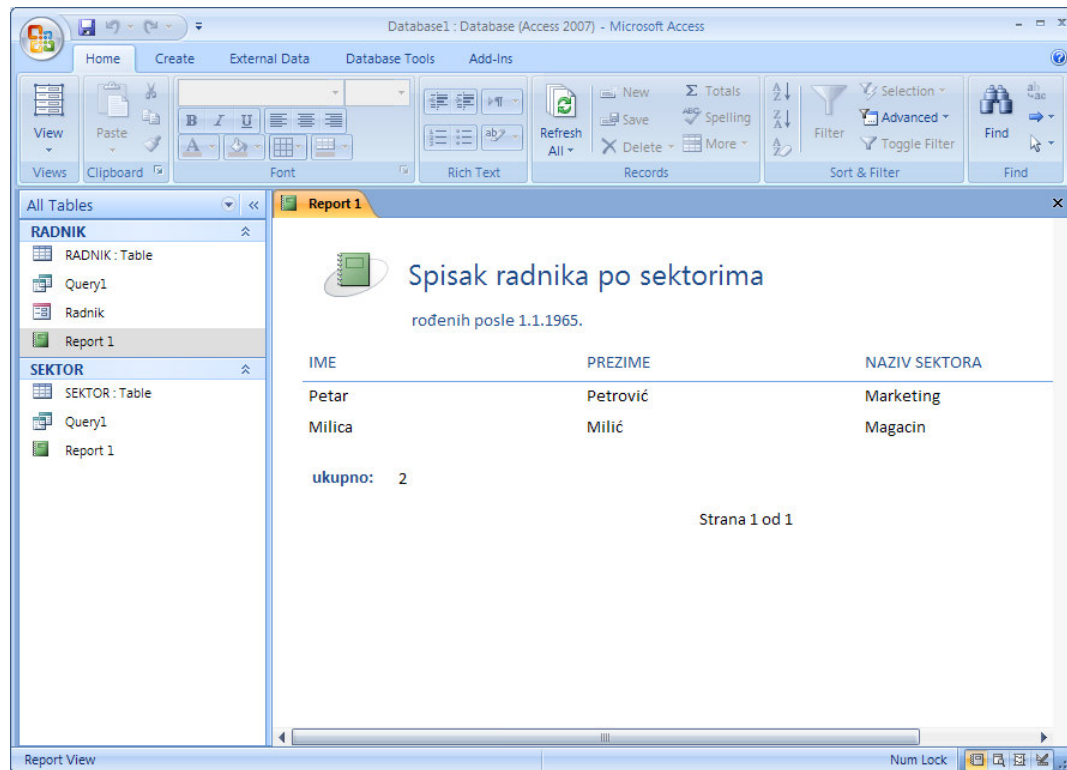 Database1 : Database (Access 2007) - Microsoft Access
Home Create External Data Database Tools Add-Ins
View
Paste
B I U
A
Refresh All
New
Save
Delete
Σ Totals
Spelling
More
Filter
Selection
Advanced
Toggle Filter
Find
Views Clipboard Font Rich Text Records Sort & Filter Find
All Tables
RADNIK
RADNIK : Table
Query1
Radnik
Report 1
SEKTOR
SEKTOR : Table
Query1
Report 1
Report 1
Spisak radnika po sektorima
rođenih posle 1.1.1965.
IME PREZIME NAZIV SEKTORA
Petar Petrović Marketing
Milica Milić Magacin
ukupno: 2
Strana 1 od 1
Report View Num Lock